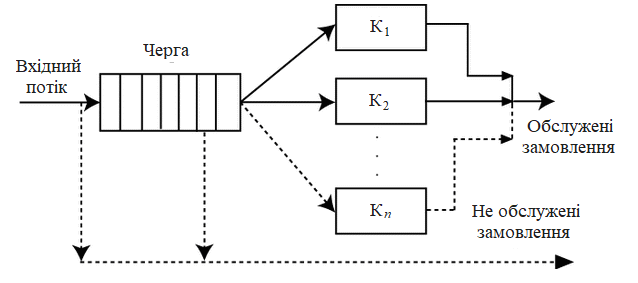 Вхідний
потік
Черга
К1
К2
Кn
Обслужені
замовлення
Не обслужені
замовлення